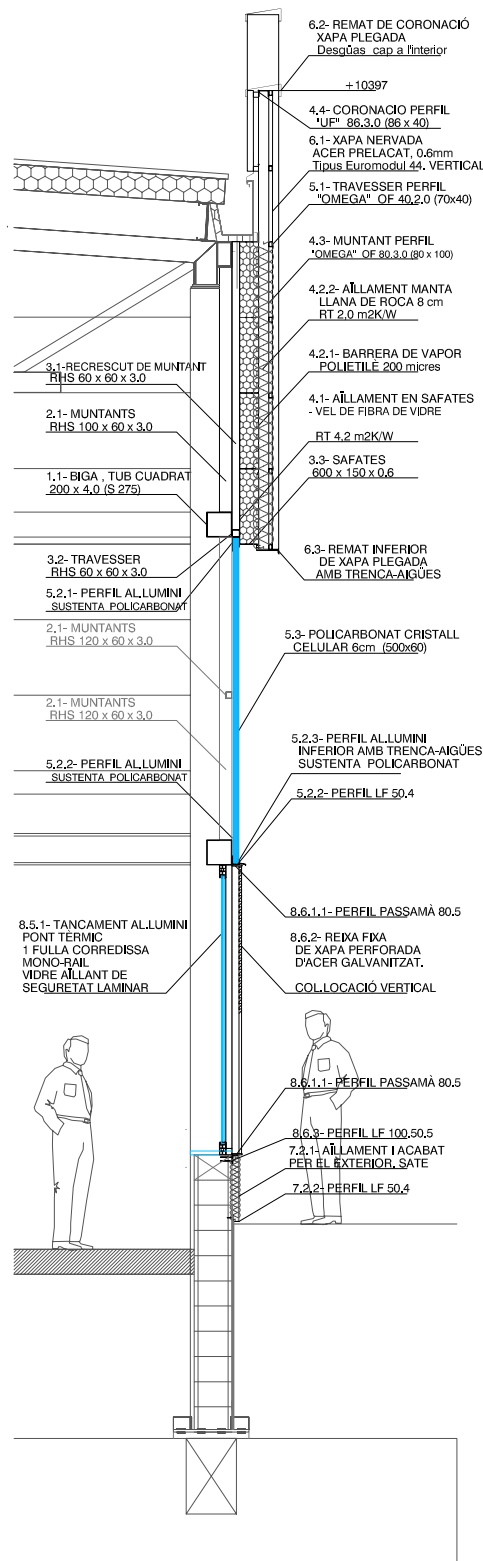 6.2- REMAT DE CORONACIÓ
XAPA PLEGADA
Desgüas cap a l'interior
+10397
4.4- CORONACIO PERFIL
"UF" 86.3.0 (86 x 40)
6.1- XAPA NERVADA
ACER PRELACAT, 0.6mm
Tipus Euromodul 44. VERTICAL
5.1- TRAVESSER PERFIL
"OMEGA" OF 40.2.0 (70x40)
4.3- MUNTANT PERFIL
"OMEGA" OF 80.3.0 (80 x 100)
4.2.2- AÏLLAMENT MANTA
LLANA DE ROCA 8 cm
RT 2,0 m2K/W
3.1-RECRESCUT DE MUNTANT
RHS 60 x 60 x 3.0
4.2.1- BARRERA DE VAPOR
POLIETILÈ 200 micres
2.1- MUNTANTS
RHS 100 x 60 x 3.0
4.1- AÏLLAMENT EN SAFATES
- VEL DE FIBRA DE VIDRE
RT 4.2 m2K/W
1.1- BIGA , TUB CUADRAT
200 x 4.0 (S 275)
3.3- SAFATES
600 x 150 x 0.6
3.2- TRAVESSER
RHS 60 x 60 x 3.0
6.3- REMAT INFERIOR
DE XAPA PLEGADA
AMB TRENCA-AIGÜES
5.2.1- PERFIL AL.LUMINI
SUSTENTA POLICARBONAT
2.1- MUNTANTS
RHS 120 x 60 x 3.0
5.3- POLICARBONAT CRISTALL
CELULAR 6cm (500x60)
2.1- MUNTANTS
RHS 120 x 60 x 3.0
5.2.3- PERFIL AL.LUMINI
INFERIOR AMB TRENCA-AIGÜES
SUSTENTA POLICARBONAT
5.2.2- PERFIL AL.LUMINI
SUSTENTA POLICARBONAT
5.2.2- PERFIL LF 50.4
8.6.1.1- PERFIL PASSAMÀ 80.5
8.5.1- TANCAMENT AL.LUMINI
PONT TÈRMIC
1 FULLA CORREDISSA
MONO-RAIL
VIDRE AÏLLANT DE
SEGURETAT LAMINAR
8.6.2- REIXA FIXA
DE XAPA PERFORADA
D'ACER GALVANITZAT.
COL.LOCACIÓ VERTICAL
8.6.1.1- PERFIL PASSAMÀ 80.5
8.6.3- PERFIL LF 100.50.5
7.2.1- AÏLLAMENT I ACABAT
PER EL EXTERIOR. SATE
7.2.2- PERFIL LF 50.4